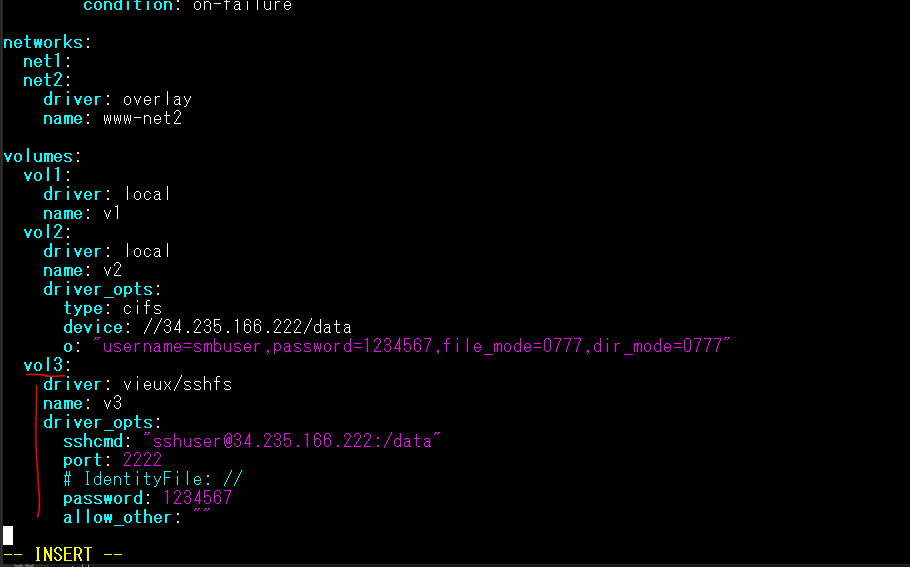 condition: on-failure
networks:
net1:
net2:
driver: overlay
name: www-net2
volumes:
vol1:
driver: local
name: v1
vol2:
driver: local
name: v2
driver_opts:
type: cifs
device: //34.235.166.222/data
o: "username=smbuser,password=1234567,file_mode=0777,dir_mode=0777"
vol3:
driver: vieux/sshfs
name: v3
driver_opts:
sshcmd: "sshuser@34.235.166.222:/data"
port: 2222
# IdentityFile: //
password: 1234567
allow_other: ""
-- INSERT --